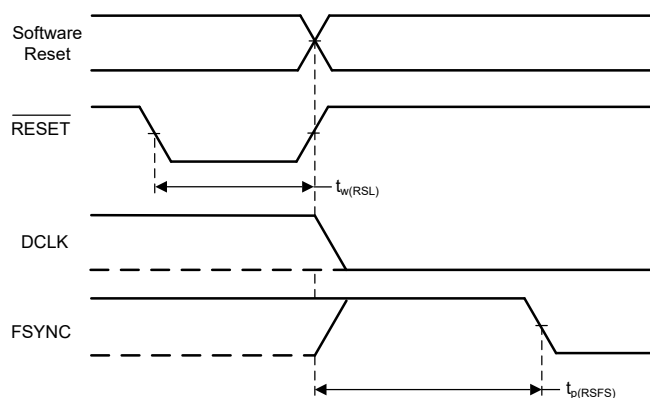 Software
Reset
RESET
t_w(RSL)
DCLK
FSYNC
t_p(RSFS)